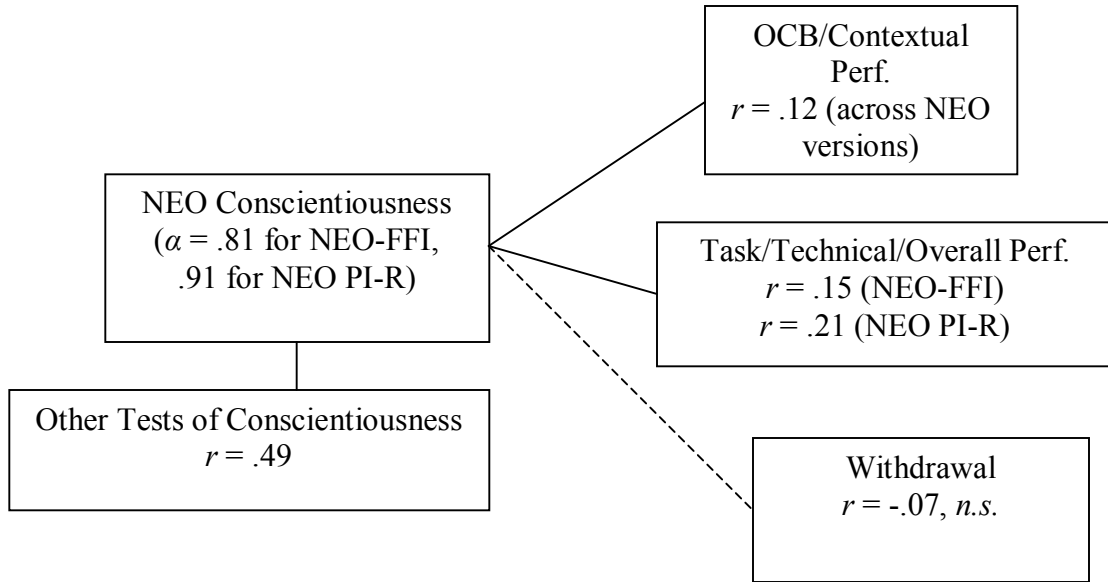 OCB/Contextual
Perf.
r = .12 (across NEO
versions)
NEO Conscientiousness
(α = .81 for NEO-FFI,
.91 for NEO PI-R)
Task/Technical/Overall Perf.
r = .15 (NEO-FFI)
r = .21 (NEO PI-R)
Other Tests of Conscientiousness
r = .49
Withdrawal
r = -.07, n.s.